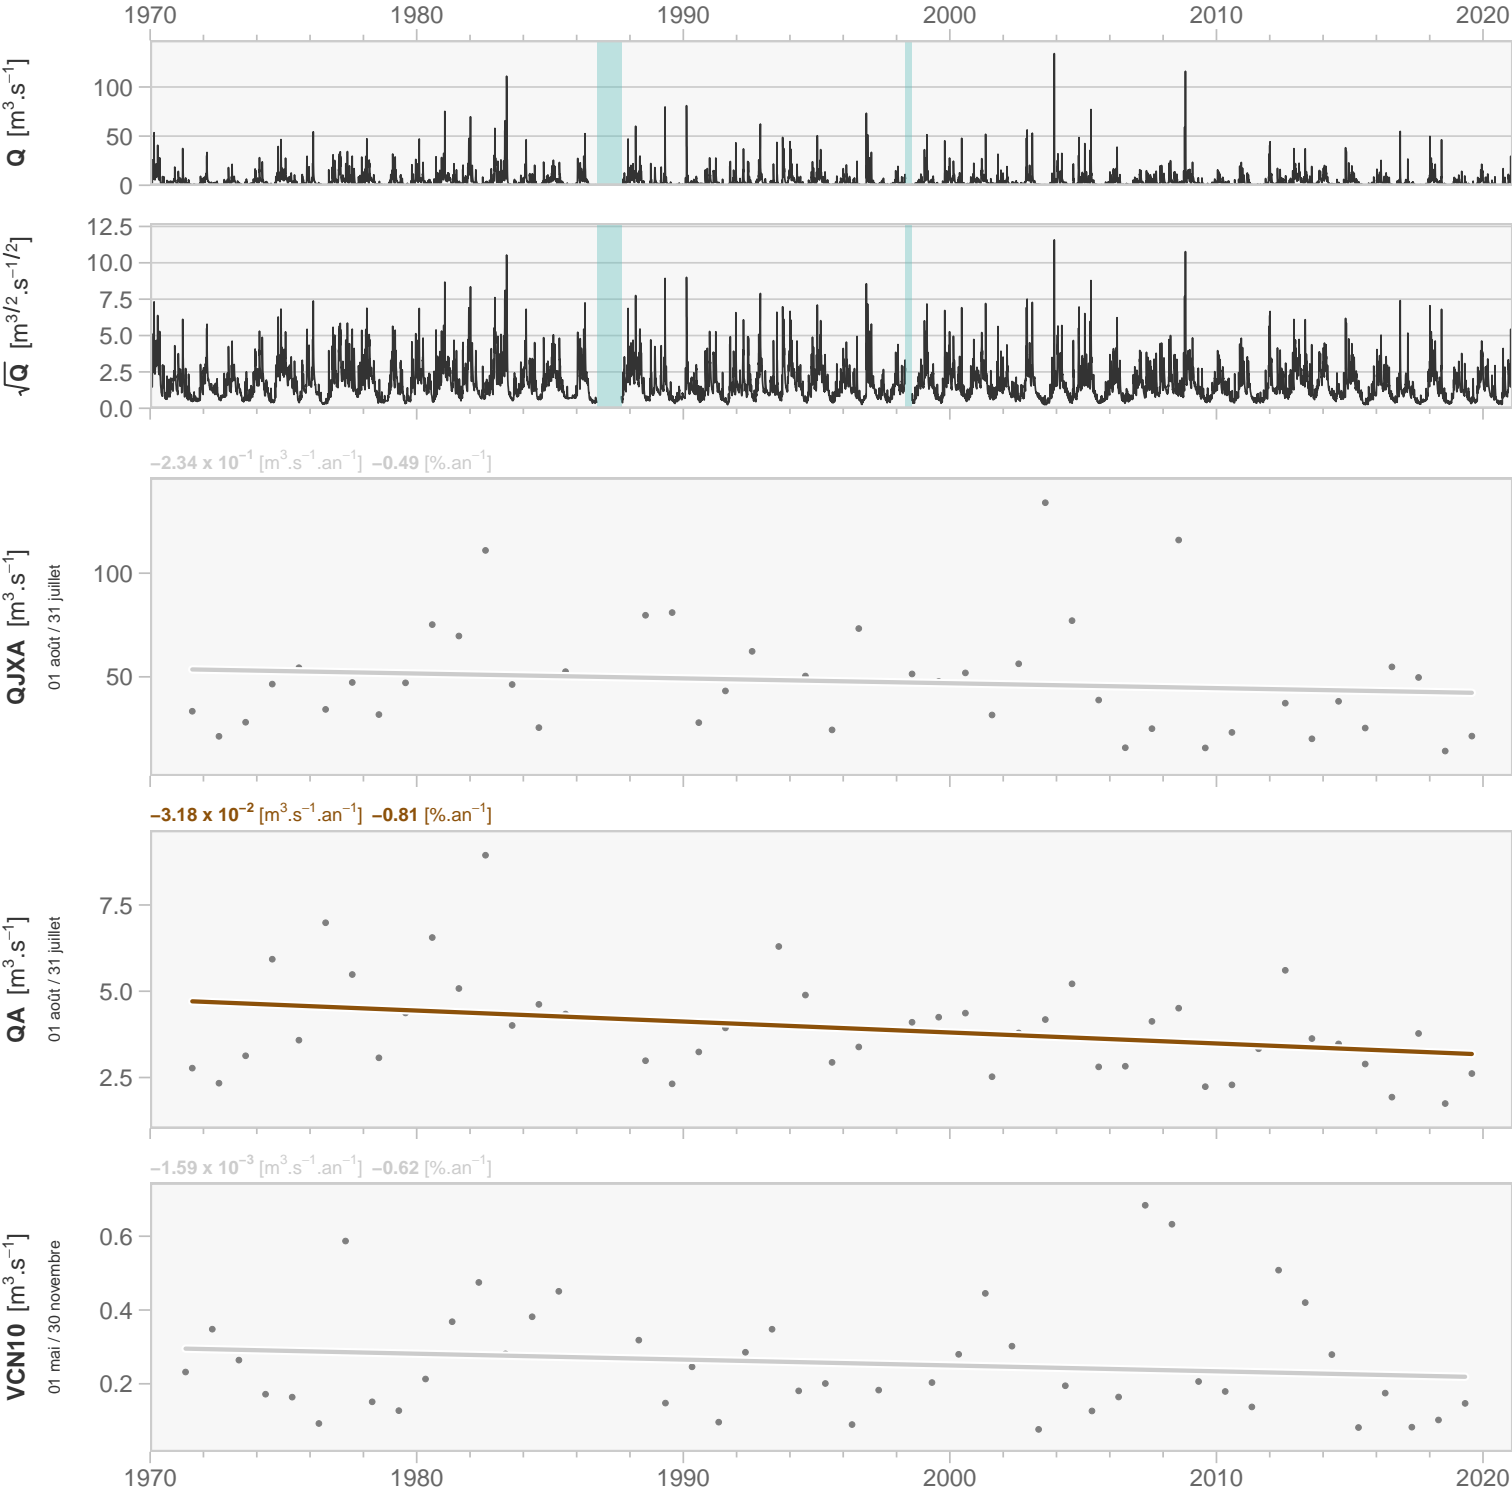 1970 1980 1990 2000 2010 2020
Q [m³.s⁻¹]
100
50
0
√Q [m^3/2.s^−1/2]
12.5
10.0
7.5
5.0
2.5
0.0
−2.34 x 10⁻¹ [m³.s⁻¹.an⁻¹] −0.49 [%.an⁻¹]
QJXA [m³.s⁻¹]
01 août / 31 juillet
100
50
−3.18 x 10⁻² [m³.s⁻¹.an⁻¹] −0.81 [%.an⁻¹]
QA [m³.s⁻¹]
01 août / 31 juillet
7.5
5.0
2.5
−1.59 x 10⁻³ [m³.s⁻¹.an⁻¹] −0.62 [%.an⁻¹]
VCN10 [m³.s⁻¹]
01 mai / 30 novembre
0.6
0.4
0.2
1970 1980 1990 2000 2010 2020